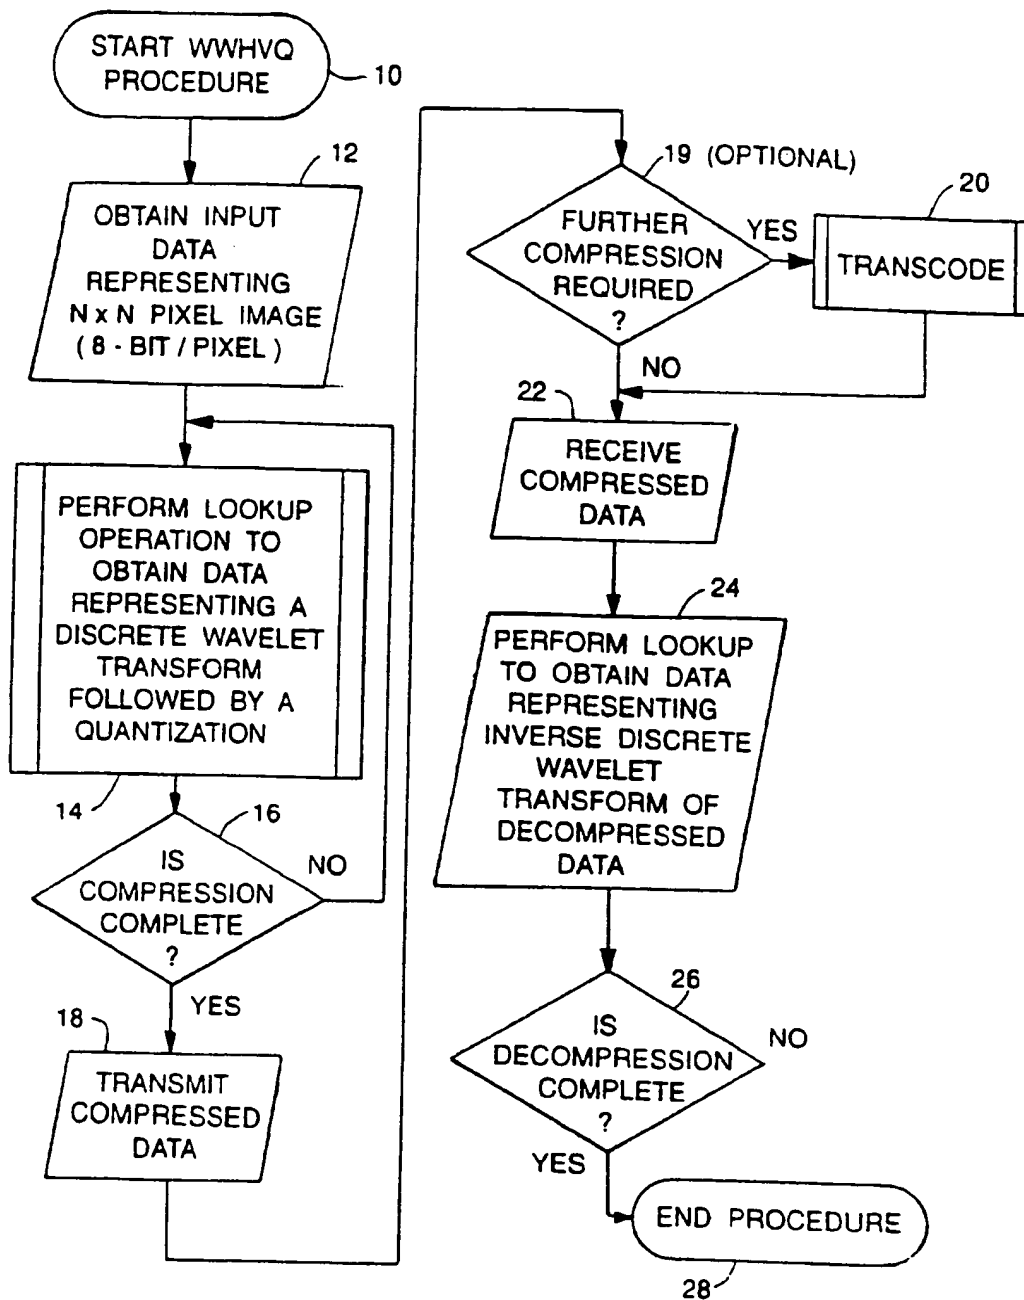 START WWHVQ
PROCEDURE
10
12
OBTAIN INPUT
DATA
REPRESENTING
N x N PIXEL IMAGE
( 8 - BIT / PIXEL )
PERFORM LOOKUP
OPERATION TO
OBTAIN DATA
REPRESENTING A
DISCRETE WAVELET
TRANSFORM
FOLLOWED BY A
QUANTIZATION
14
16
IS
COMPRESSION
COMPLETE
?
NO
YES
18
TRANSMIT
COMPRESSED
DATA
19 (OPTIONAL)
FURTHER
COMPRESSION
REQUIRED
?
YES
20
TRANSCODE
NO
22
RECEIVE
COMPRESSED
DATA
24
PERFORM LOOKUP
TO OBTAIN DATA
REPRESENTING
INVERSE DISCRETE
WAVELET
TRANSFORM OF
DECOMPRESSED
DATA
26
IS
DECOMPRESSION
COMPLETE
?
NO
YES
END PROCEDURE
28